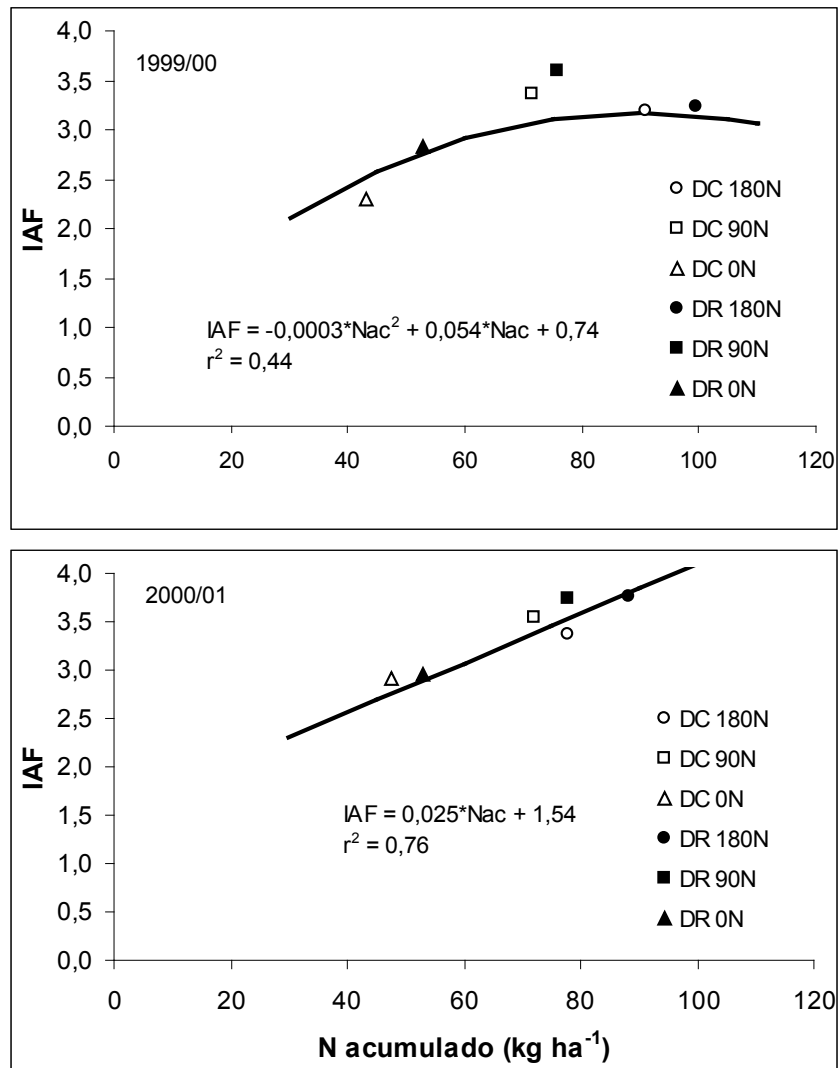 4,0
1999/00
3,5
3,0
2,5
DC 180N
2,0
DC 90N
IAF
DC 0N
1,5
IAF = -0,0003*Nac² + 0,054*Nac + 0,74
DR 180N
1,0
r² = 0,44
DR 90N
0,5
DR 0N
0,0
0 20 40 60 80 100 120
4,0
2000/01
3,5
3,0
2,5
DC 180N
2,0
DC 90N
IAF
DC 0N
1,5
IAF = 0,025*Nac + 1,54
DR 180N
1,0
r² = 0,76
DR 90N
0,5
DR 0N
0,0
0 20 40 60 80 100 120
N acumulado (kg ha⁻¹)